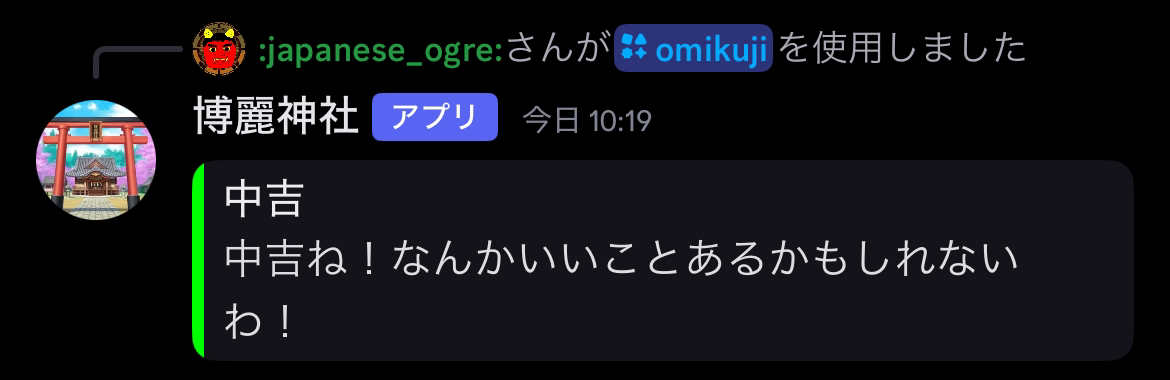 :japanese_ogre:さんが omikuji を使用しました
博麗神社 アプリ 今日 10:19
中吉
中吉ね！なんかいいことあるかもしれない
わ！